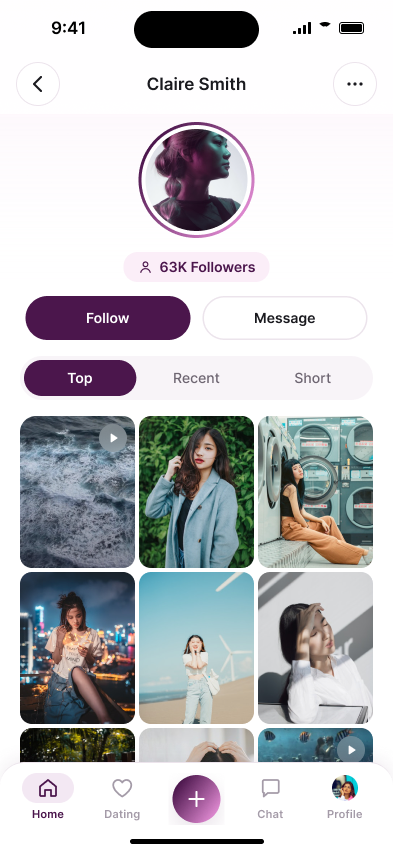 9:41
Claire Smith
63K Followers
Follow
Message
Top
Recent
Short
Home
Dating
Chat
Profile